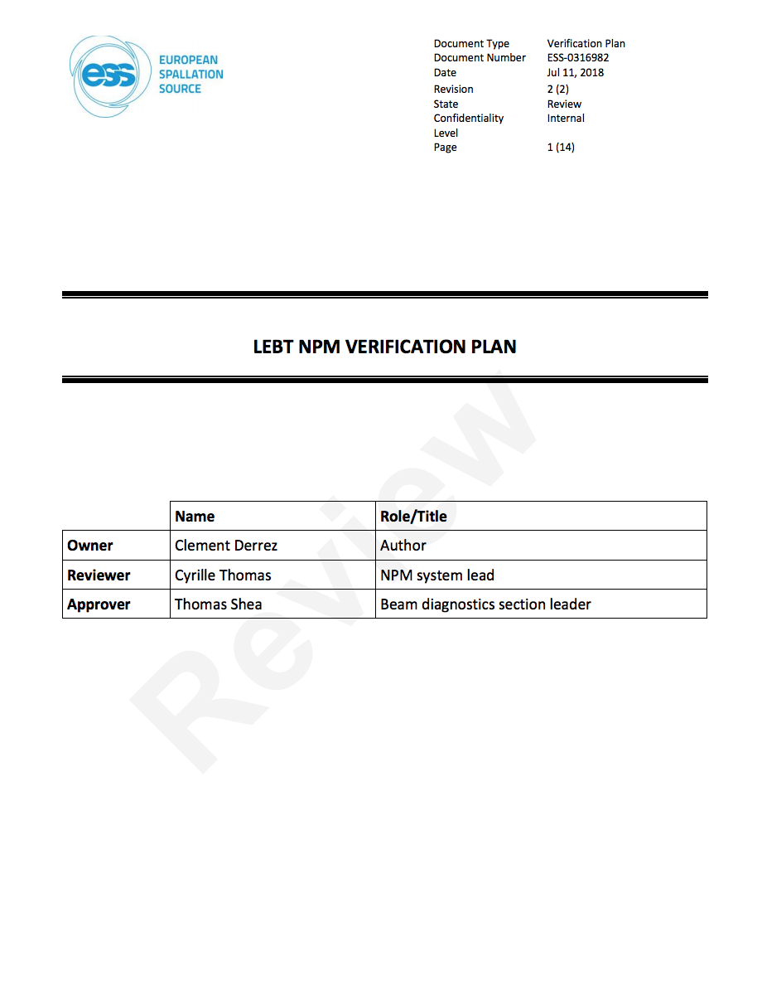 ess
EUROPEAN
SPALLATION
SOURCE
Document Type Verification Plan
Document Number ESS-0316982
Date Jul 11, 2018
Revision 2 (2)
State Review
Confidentiality Internal
Level
Page 1 (14)
LEBT NPM VERIFICATION PLAN
Name Role/Title
Owner Clement Derrez Author
Reviewer Cyrille Thomas NPM system lead
Approver Thomas Shea Beam diagnostics section leader
Review